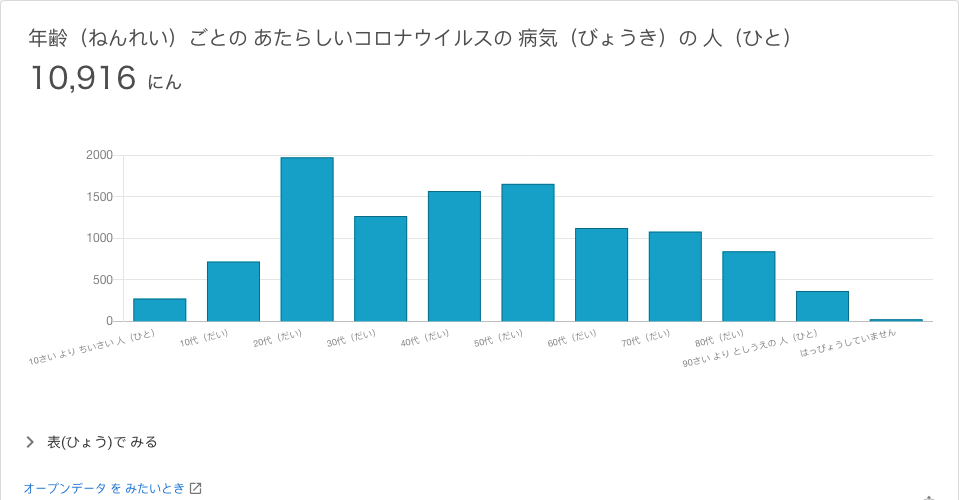 年齢（ねんれい）ごとの あたらしいコロナウイルスの 病気（びょうき）の 人（ひと）
10,916 にん
2000
1500
1000
500
0
10さい より ちいさい 人（ひと）
10代（だい）
20代（だい）
30代（だい）
40代（だい）
50代（だい）
60代（だい）
70代（だい）
80代（だい）
90さい より としうえの 人（ひと）
はっぴょうしていません
表(ひょう)で みる
オープンデータ を みたいとき